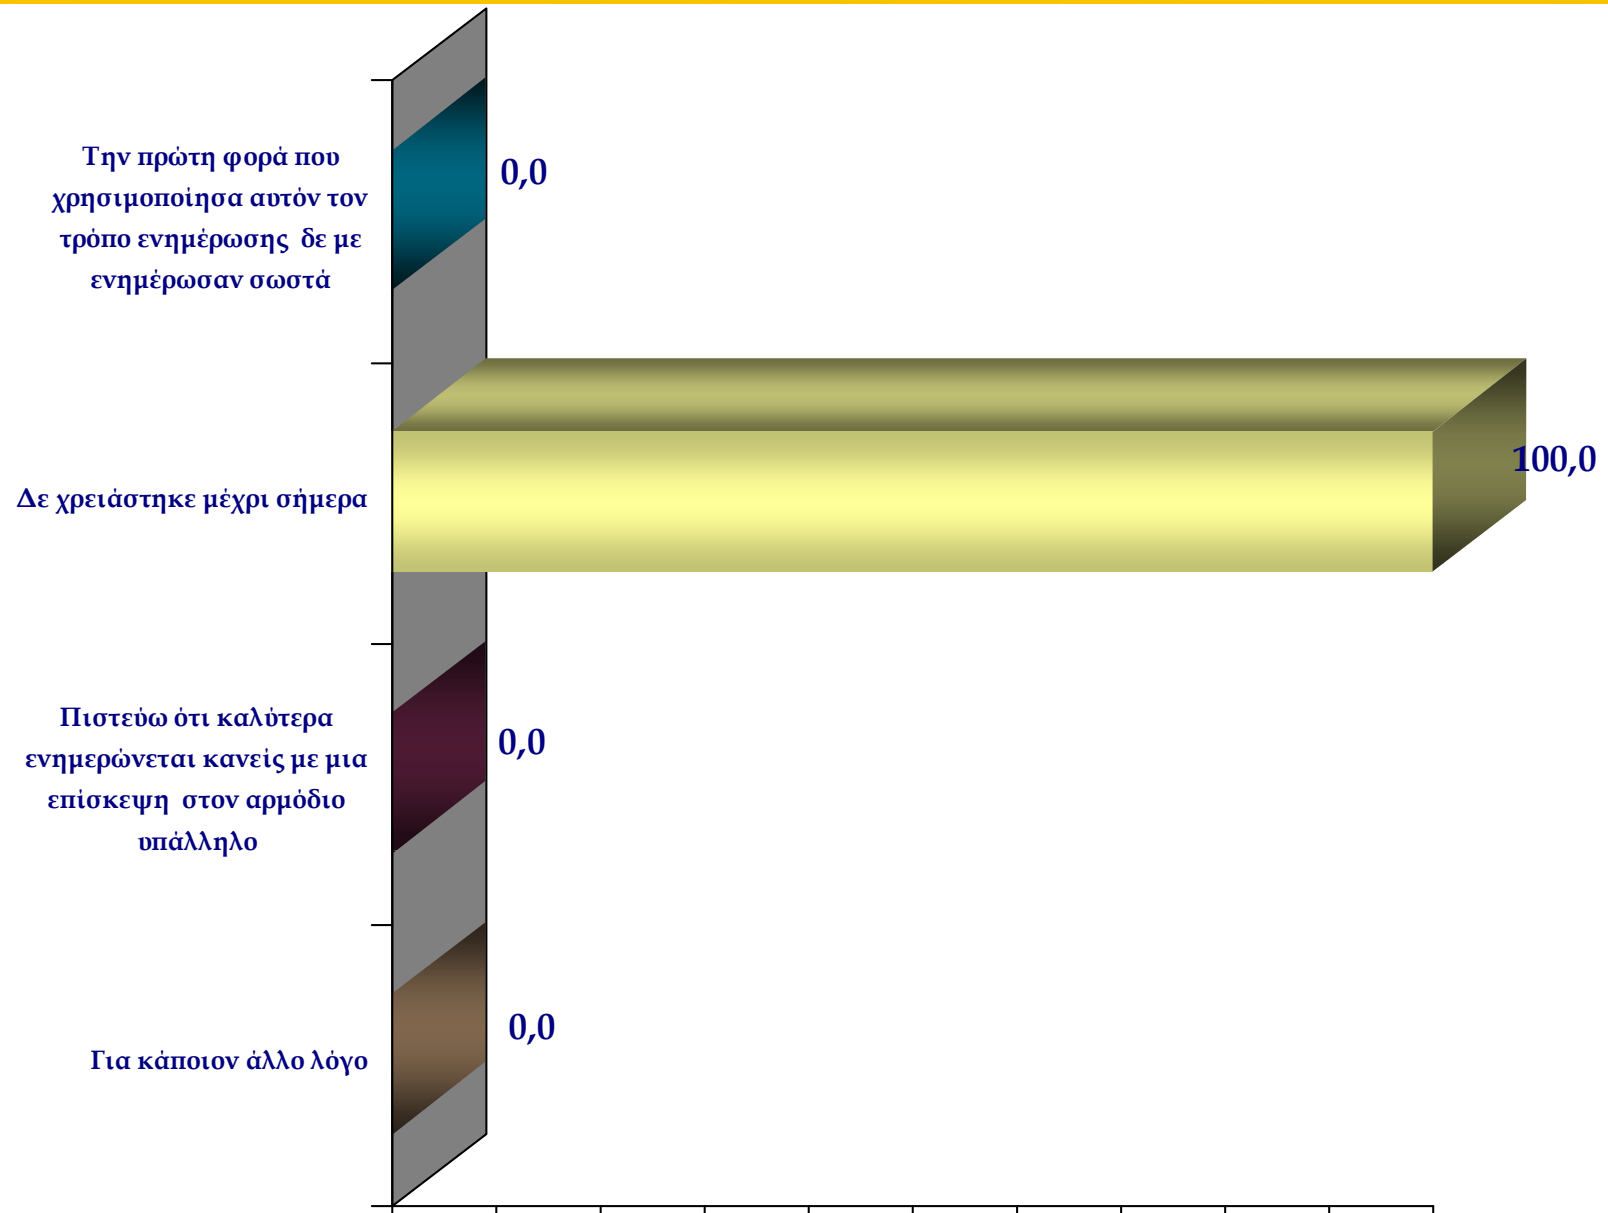 Την πρώτη φορά που
χρησιμοποίησα αυτόν τον
τρόπο ενημέρωσης δε με
ενημέρωσαν σωστά
0,0
Δε χρειάστηκε μέχρι σήμερα
100,0
Πιστεύω ότι καλύτερα
ενημερώνεται κανείς με μια
επίσκεψη στον αρμόδιο
υπάλληλο
0,0
Για κάποιον άλλο λόγο
0,0